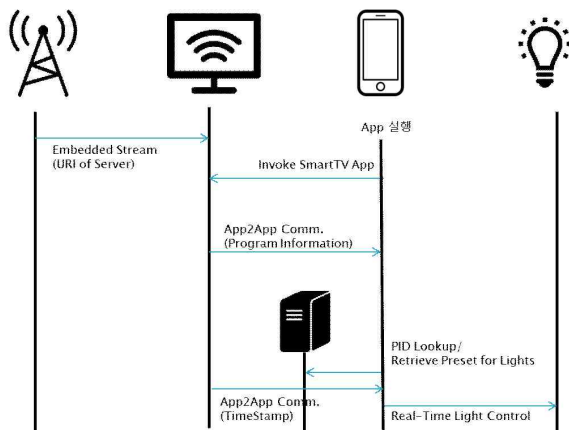 App 실행
Embedded Stream
(URI of Server)
Invoke SmartTV App
App2App Comm.
(Program Information)
PID Lookup/
Retrieve Preset for Lights
App2App Comm.
(TimeStamp)
Real-Time Light Control